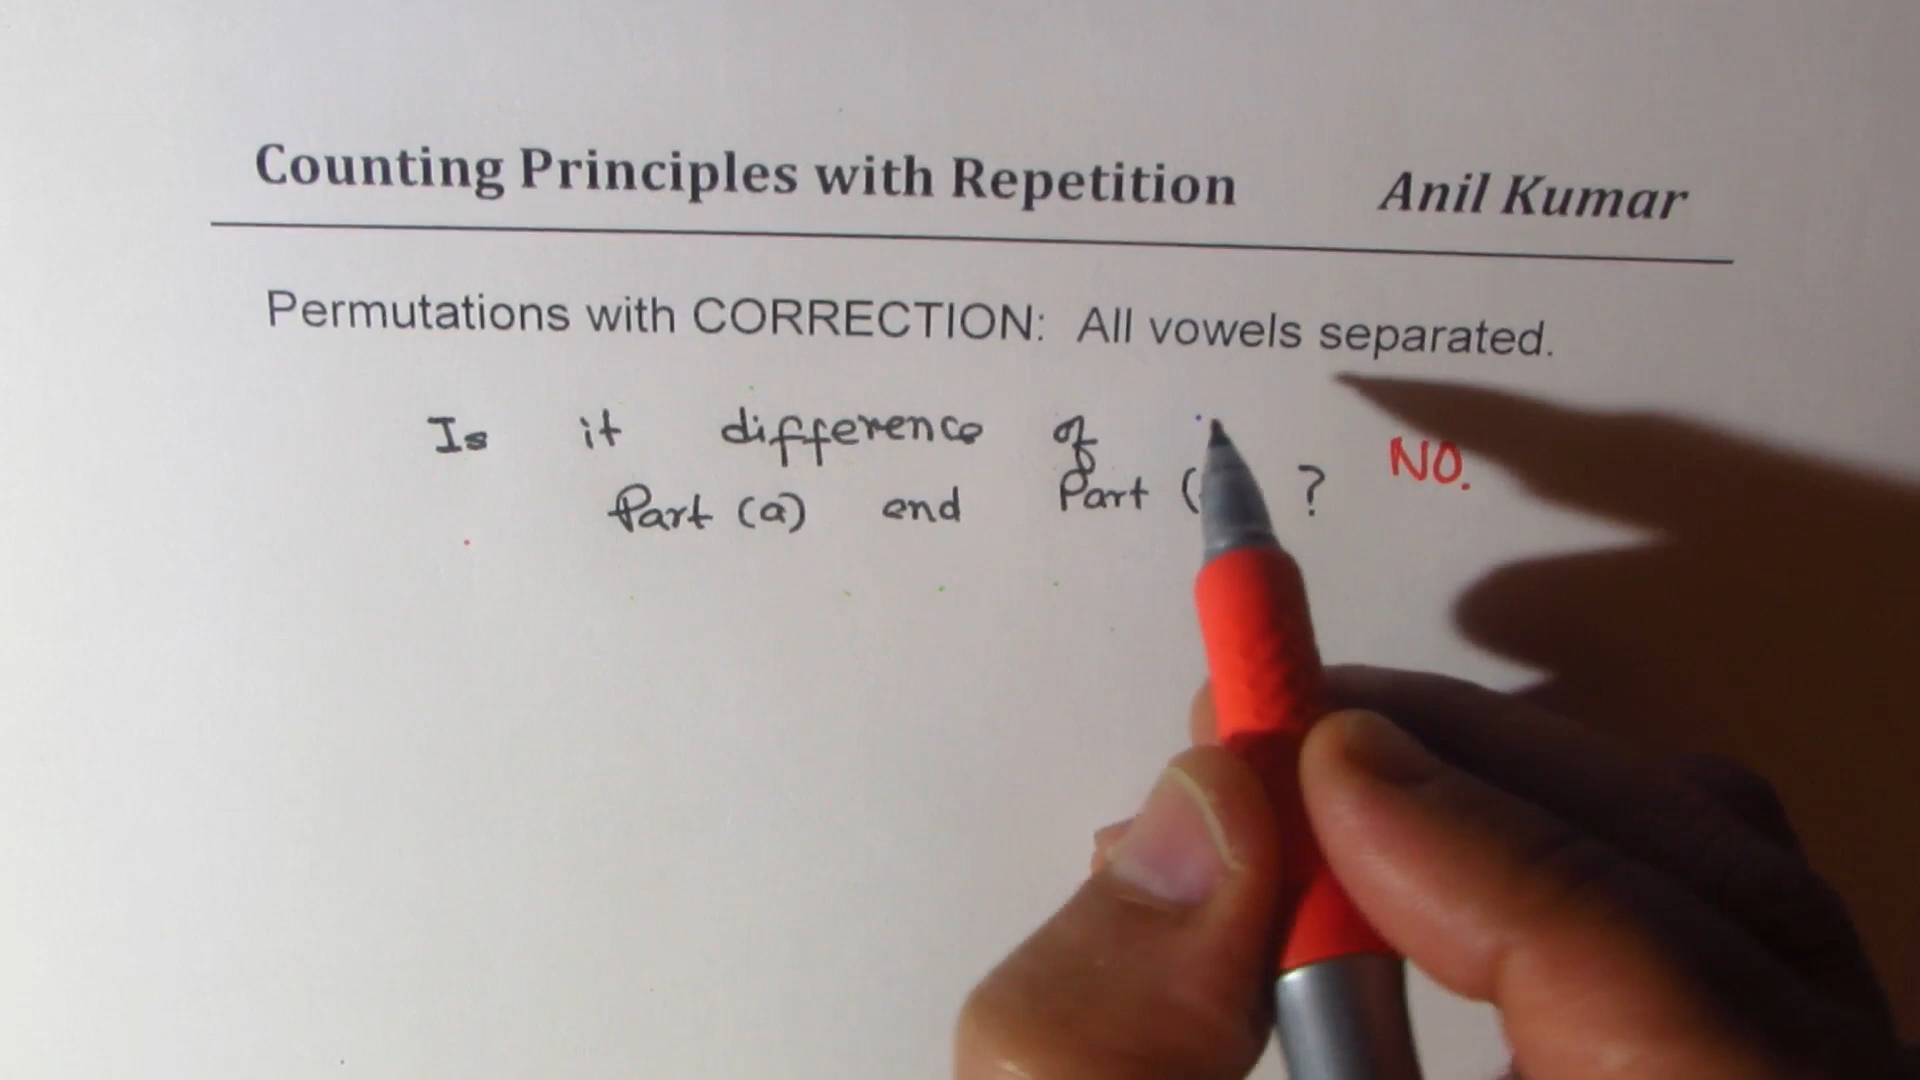 Counting Principles with Repetition Anil Kumar
Permutations with CORRECTION: All vowels separated.
Is it difference of
Part (a) and Part ( ? NO.